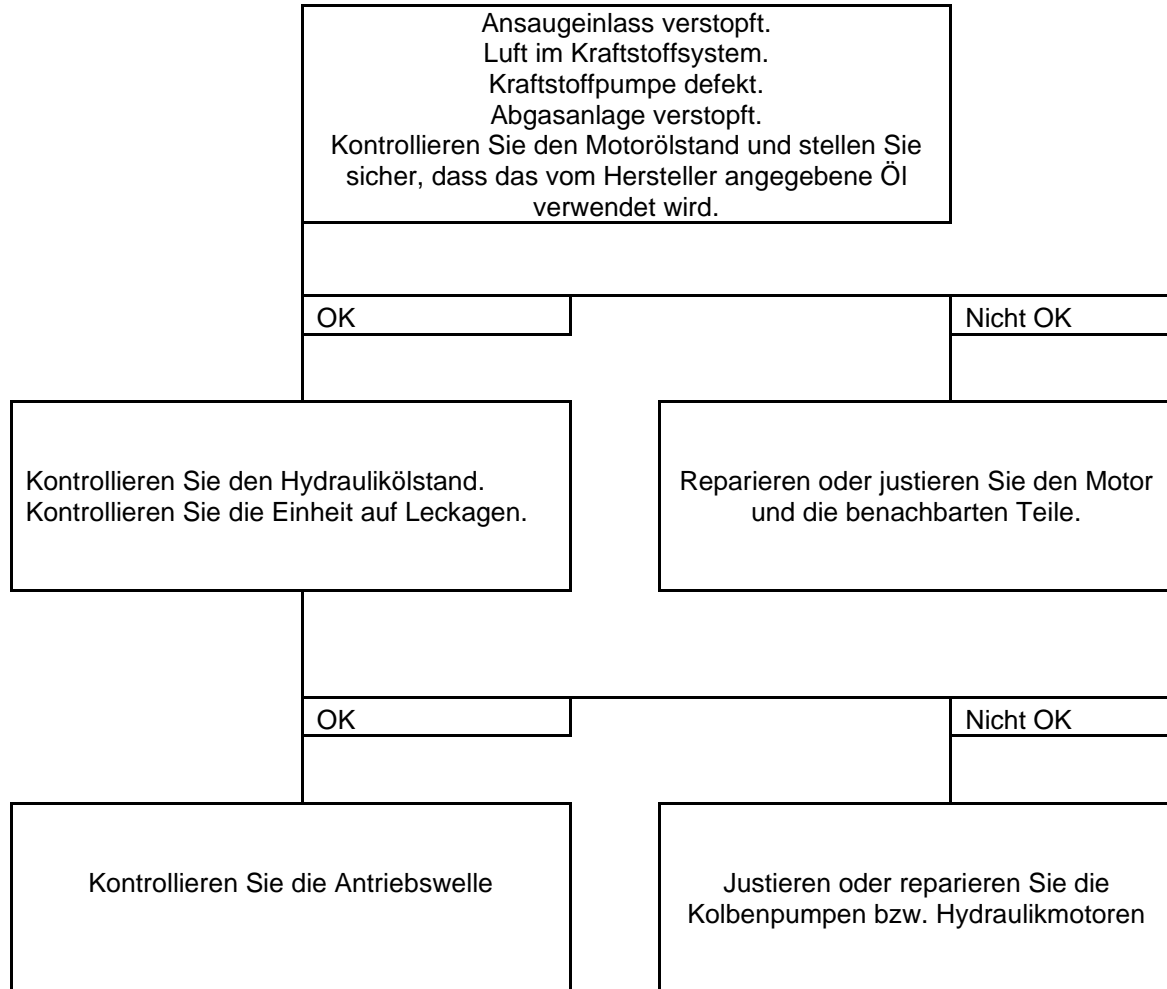 Ansaugeinlass verstopft.
Luft im Kraftstoffsystem.
Kraftstoffpumpe defekt.
Abgasanlage verstopft.
Kontrollieren Sie den Motorölstand und stellen Sie
sicher, dass das vom Hersteller angegebene Öl
verwendet wird.
OK
Nicht OK
Kontrollieren Sie den Hydraulikölstand.
Kontrollieren Sie die Einheit auf Leckagen.
Reparieren oder justieren Sie den Motor
und die benachbarten Teile.
OK
Nicht OK
Kontrollieren Sie die Antriebswelle
Justieren oder reparieren Sie die
Kolbenpumpen bzw. Hydraulikmotoren